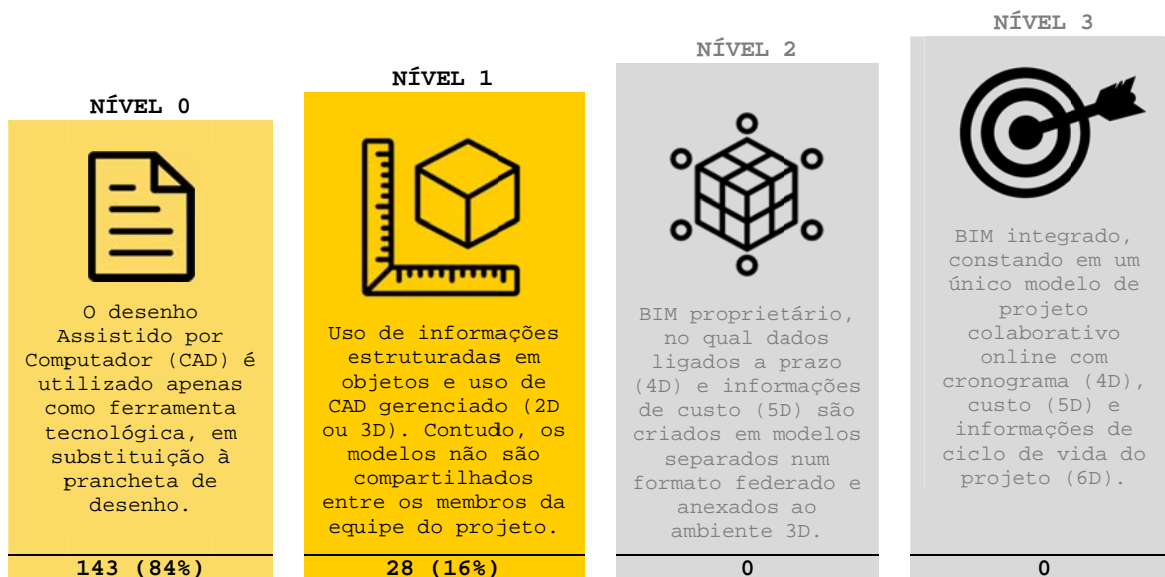 NÍVEL 0
O desenho
Assistido por
Computador (CAD) é
utilizado apenas
como ferramenta
tecnológica, em
substituição à
prancheta de
desenho.
143 (84%)
NÍVEL 1
Uso de informações
estruturadas em
objetos e uso de
CAD gerenciado (2D
ou 3D). Contudo, os
modelos não são
compartilhados
entre os membros da
equipe do projeto.
28 (16%)
NÍVEL 2
BIM proprietário,
no qual dados
ligados a prazo
(4D) e informações
de custo (5D) são
criados em modelos
separados num
formato federado e
anexados ao
ambiente 3D.
0
NÍVEL 3
BIM integrado,
constando em um
único modelo de
projeto
colaborativo
online com
cronograma (4D),
custo (5D) e
informações de
ciclo de vida do
projeto (6D).
0